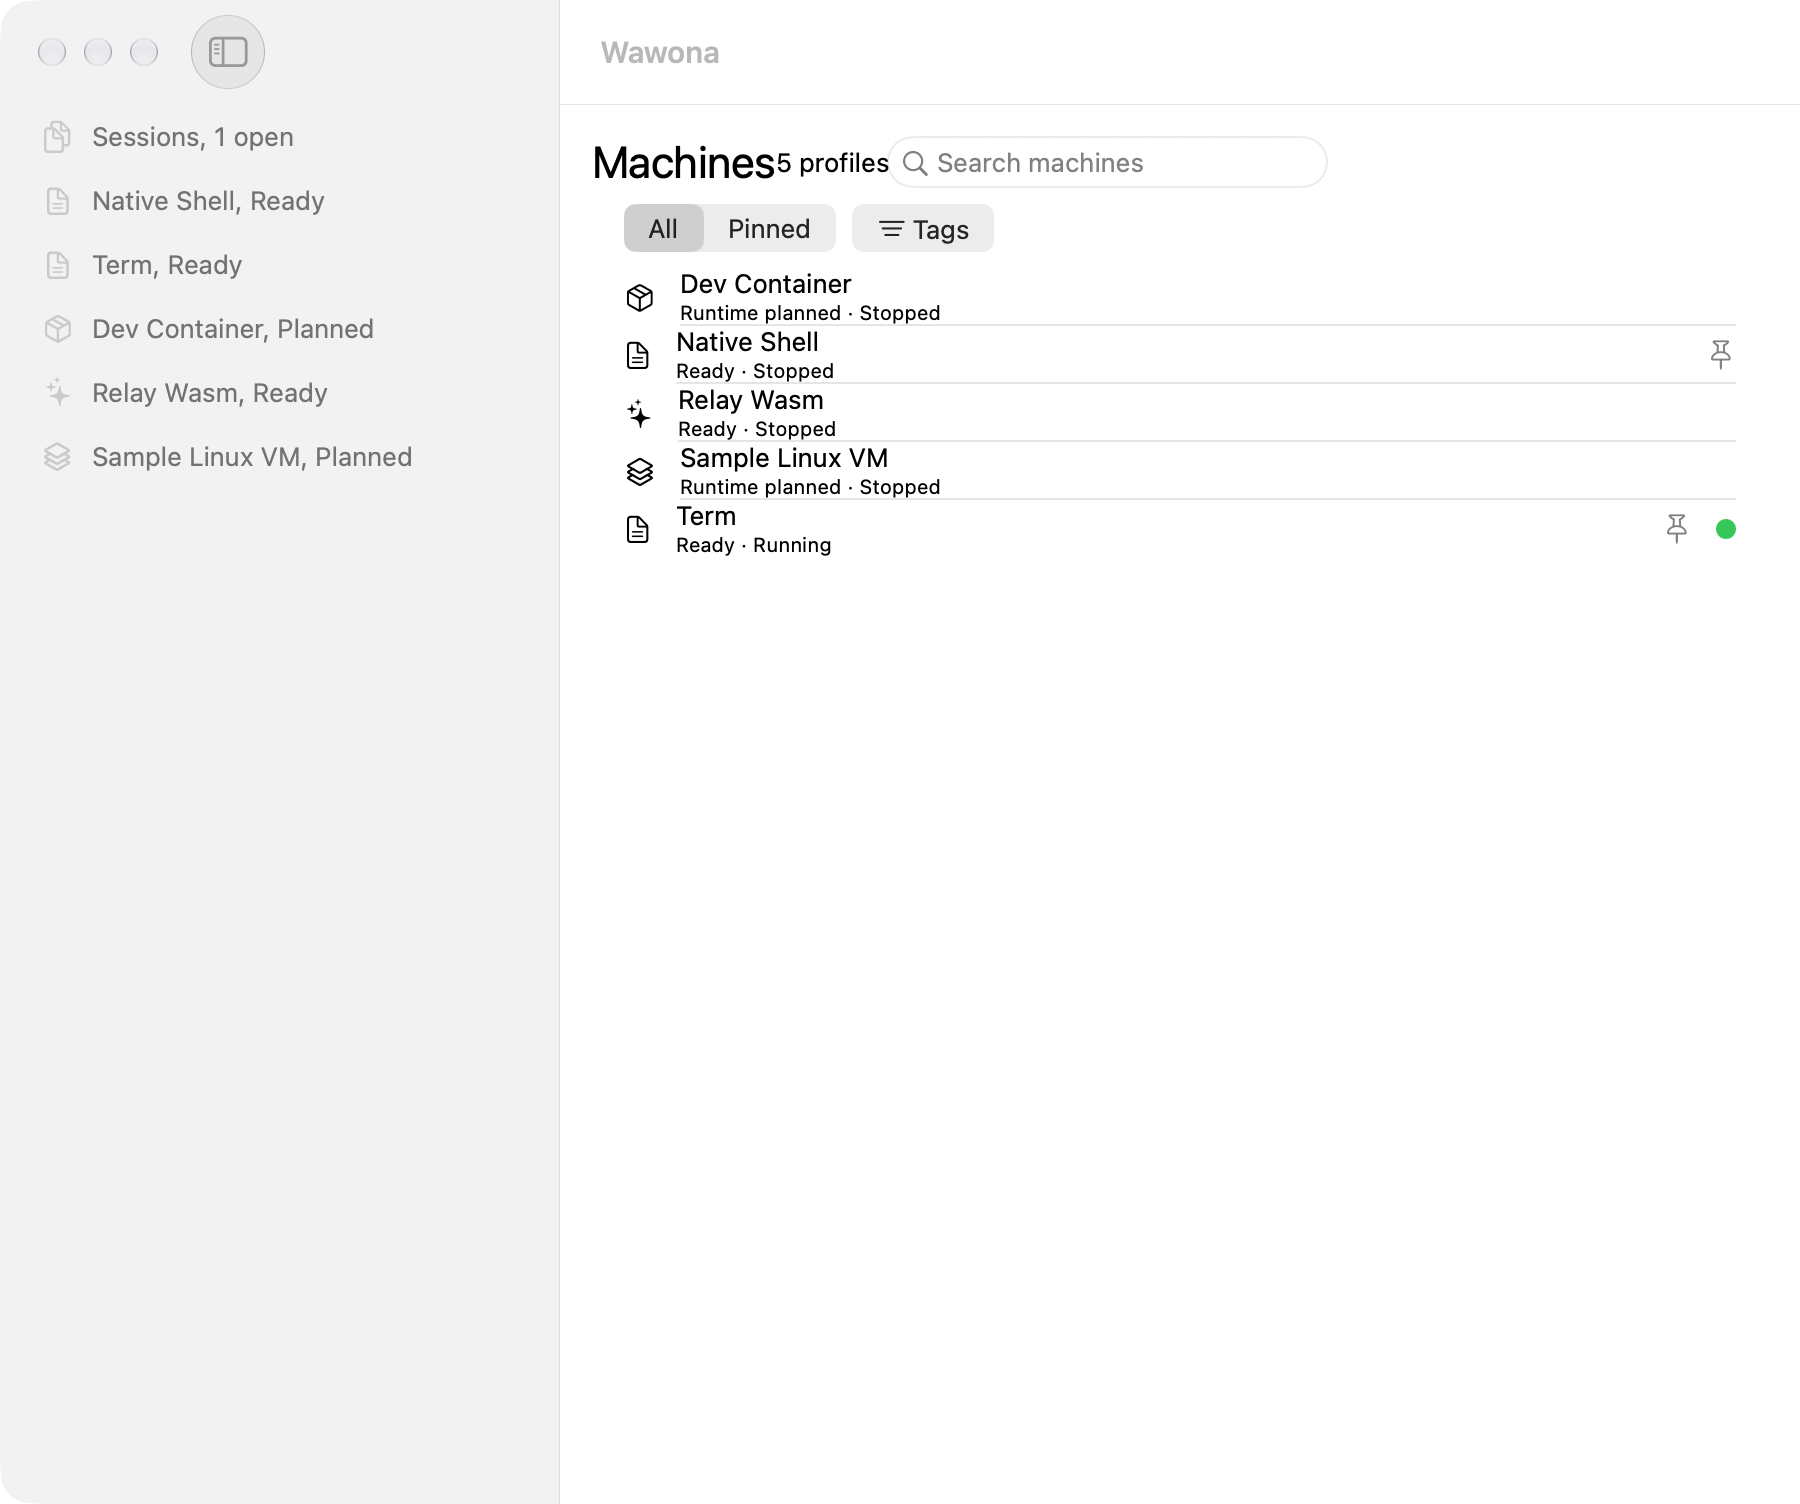 Wawona
Sessions, 1 open
Native Shell, Ready
Term, Ready
Dev Container, Planned
Relay Wasm, Ready
Sample Linux VM, Planned
Machines 5 profiles Search machines
All Pinned Tags
Dev Container
Runtime planned · Stopped
Native Shell
Ready · Stopped
Relay Wasm
Ready · Stopped
Sample Linux VM
Runtime planned · Stopped
Term
Ready · Running